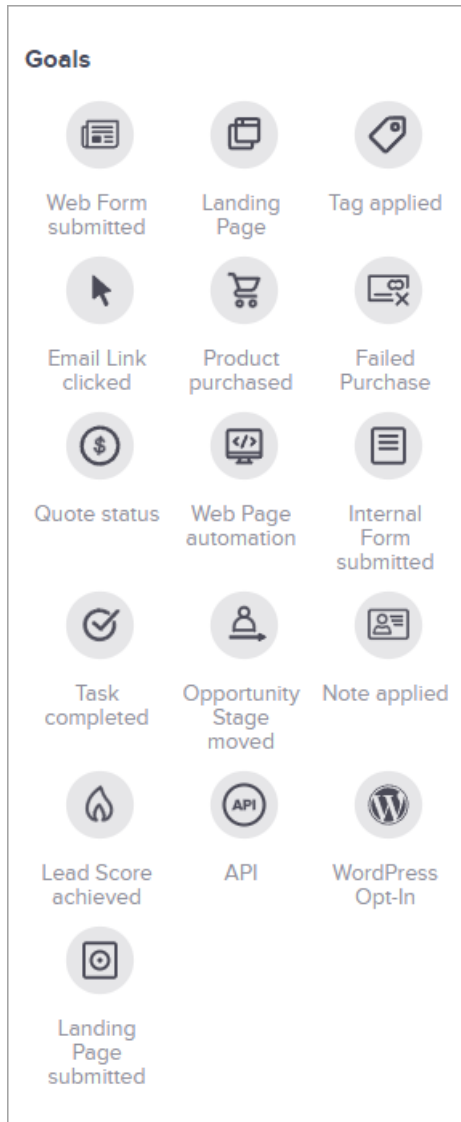 Goals
Web Form
submitted
Landing
Page
Tag applied
Email Link
clicked
Product
purchased
Failed
Purchase
$
Quote status
</>
Web Page
automation
Internal
Form
submitted
Task
completed
Opportunity
Stage
moved
Note applied
Lead Score
achieved
API
API
W
WordPress
Opt-In
Landing
Page
submitted